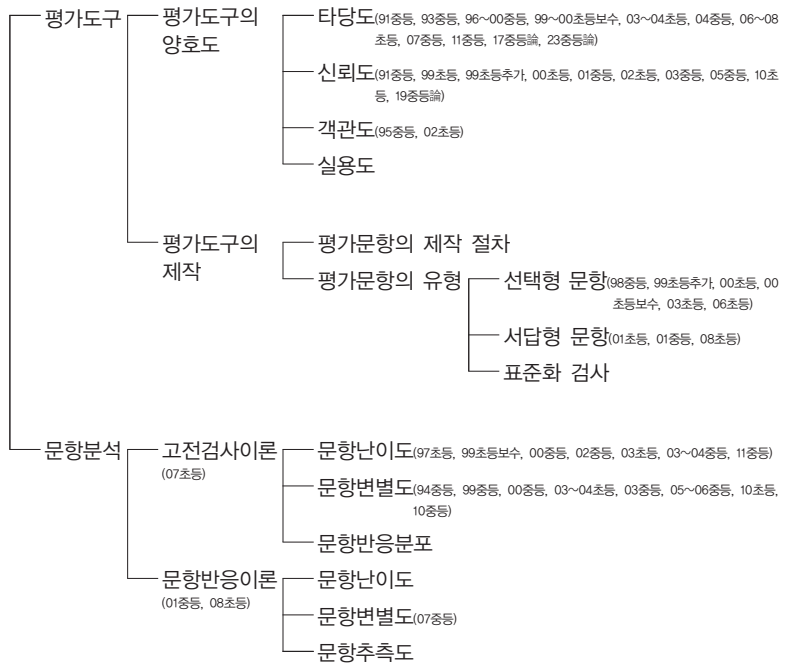 평가도구
평가도구의
양호도
타당도(91중등, 93중등, 96～00중등, 99～00초등보수, 03～04초등, 04중등, 06～08
초등, 07중등, 11중등, 17중등論, 23중등論)
신뢰도(91중등, 99초등, 99초등추가, 00초등, 01중등, 02초등, 03중등, 05중등, 10초
등, 19중등論)
객관도(95중등, 02초등)
실용도
평가도구의
제작
평가문항의 제작 절차
평가문항의 유형
선택형 문항(98중등, 99초등추가, 00초등, 00
초등보수, 03초등, 06초등)
서답형 문항(01초등, 01중등, 08초등)
표준화 검사
문항분석
고전검사이론
(07초등)
문항난이도(97초등, 99초등보수, 00중등, 02중등, 03초등, 03～04중등, 11중등)
문항변별도(94중등, 99중등, 00중등, 03～04초등, 03중등, 05～06중등, 10초등,
10중등)
문항반응분포
문항반응이론
(01중등, 08초등)
문항난이도
문항변별도(07중등)
문항추측도